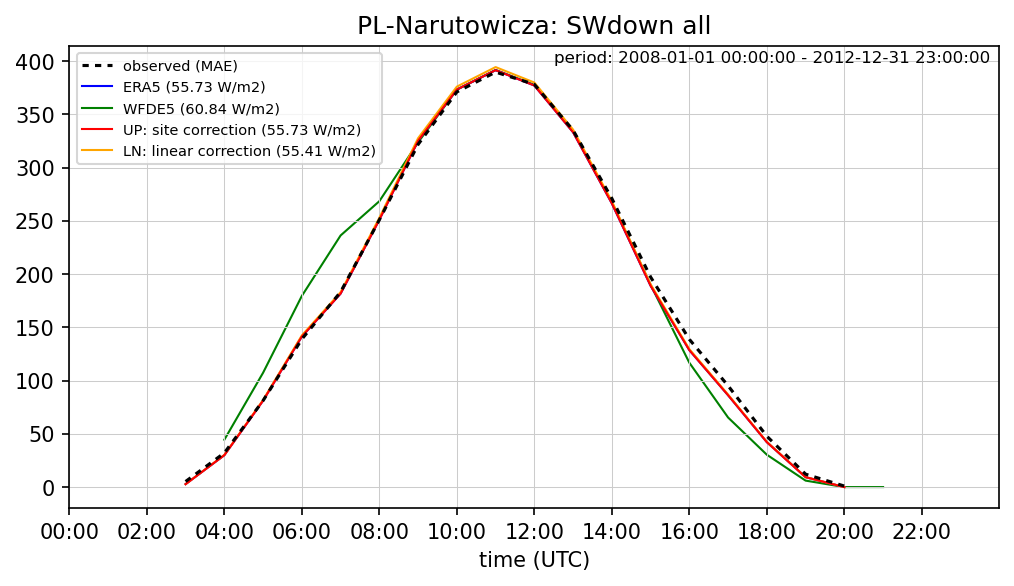 PL-Narutowicza: SWdown all
period: 2008-01-01 00:00:00 - 2012-12-31 23:00:00
observed (MAE)
ERA5 (55.73 W/m2)
WFDE5 (60.84 W/m2)
UP: site correction (55.73 W/m2)
LN: linear correction (55.41 W/m2)
400
350
300
250
200
150
100
50
0
00:00 02:00 04:00 06:00 08:00 10:00 12:00 14:00 16:00 18:00 20:00 22:00
time (UTC)